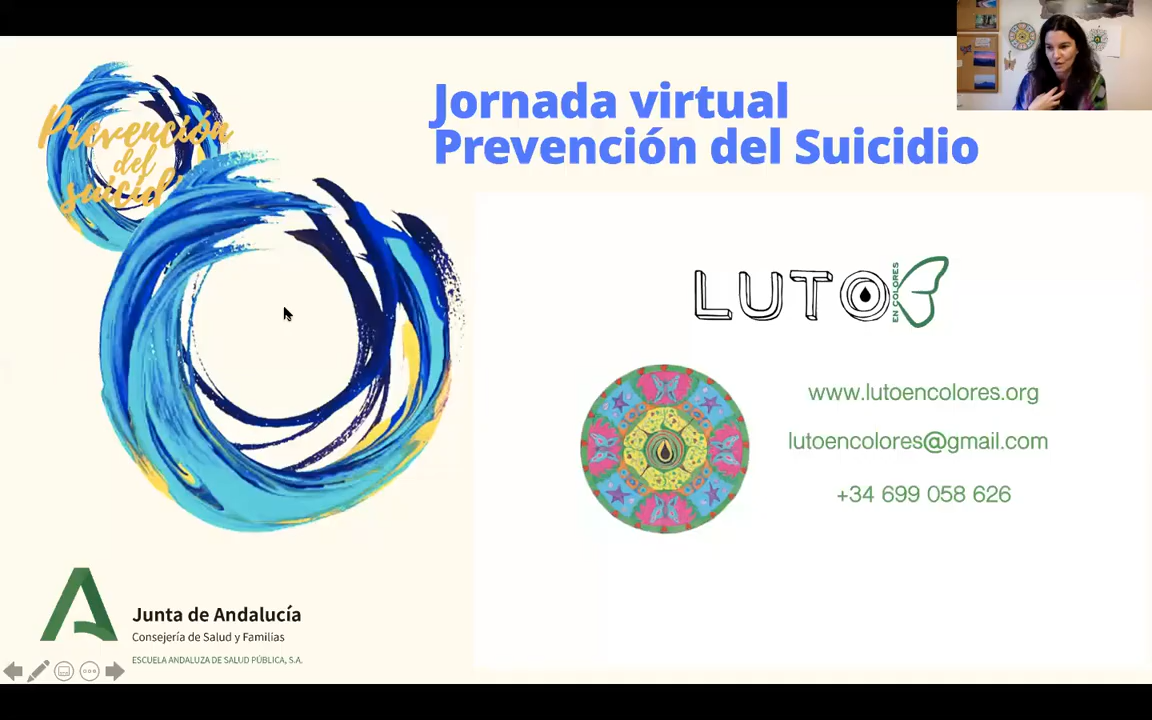 Prevención
del
suicid
Jornada virtual
Prevención del Suicidio
LUTO
EN COLORES
www.lutoencolores.org
lutoencolores@gmail.com
+34 699 058 626
Junta de Andalucía
Consejería de Salud y Familias
ESCUELA ANDALUZA DE SALUD PÚBLICA, S.A.